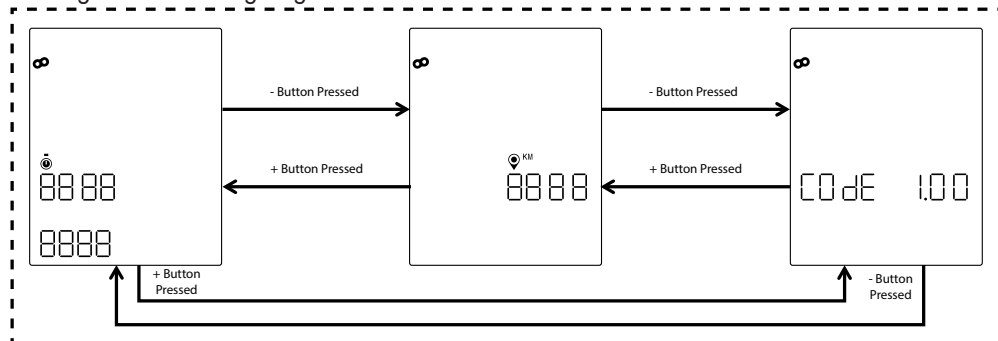 - Button Pressed
- Button Pressed
KM
+ Button Pressed
+ Button Pressed
8888
8888
COdE 1.00
8888
+ Button
Pressed
- Button
Pressed